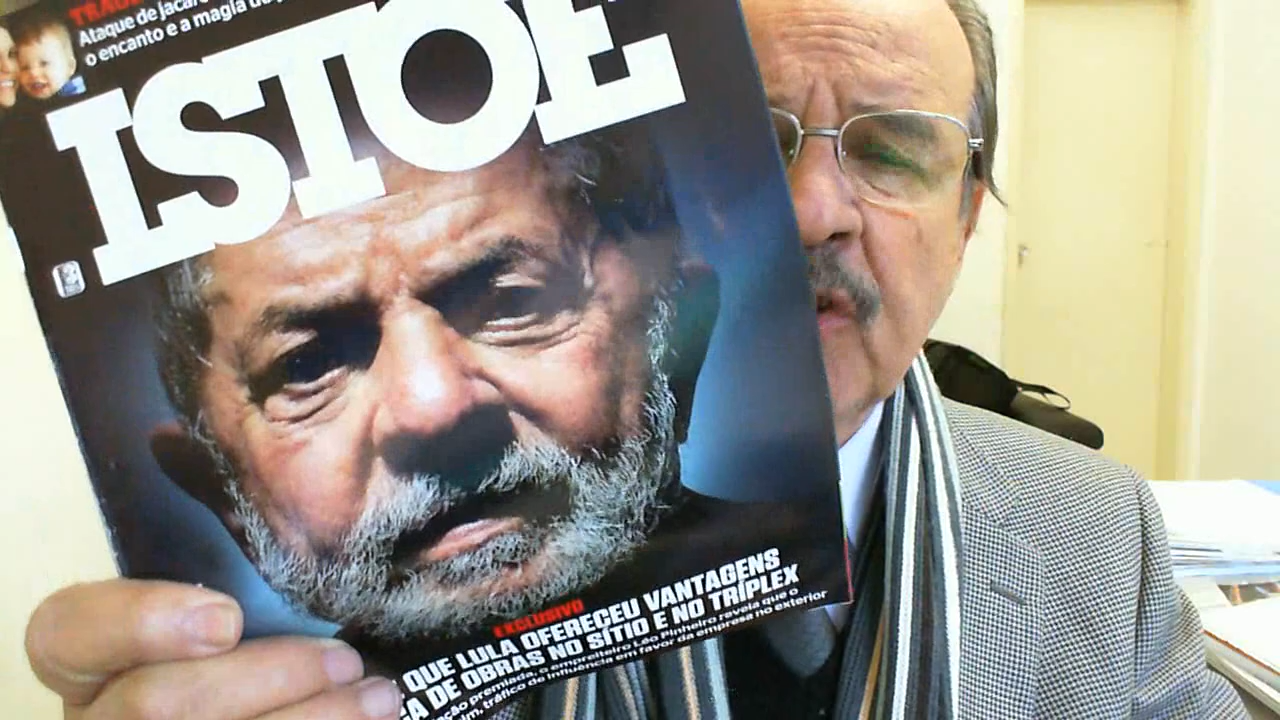 Ataque de jacaré
o encanto e a magia
ISTOÉ
EXCLUSIVO
QUE LULA OFERECEU VANTAGENS
DE OBRAS NO SÍTIO E NO TRÍPLEX
premiada, o empreiteiro Léo Pinheiro revela que o
tráfico de influência em favor da empresa no exterior